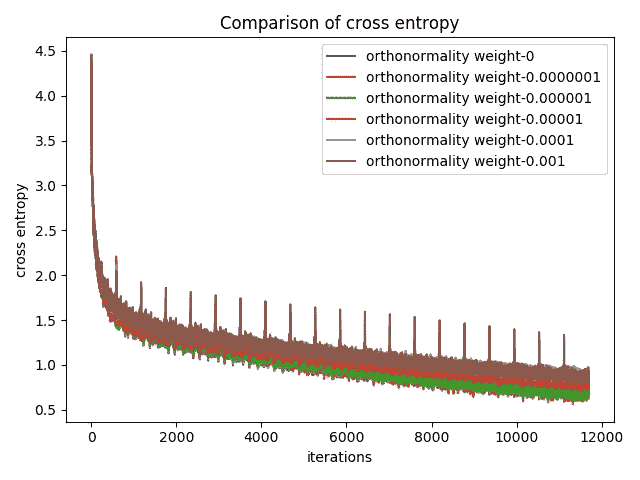 Comparison of cross entropy
4.5
4.0
3.5
3.0
2.5
2.0
1.5
1.0
0.5
cross entropy
orthonormality weight-0
orthonormality weight-0.0000001
orthonormality weight-0.000001
orthonormality weight-0.00001
orthonormality weight-0.0001
orthonormality weight-0.001
0 2000 4000 6000 8000 10000 12000
iterations